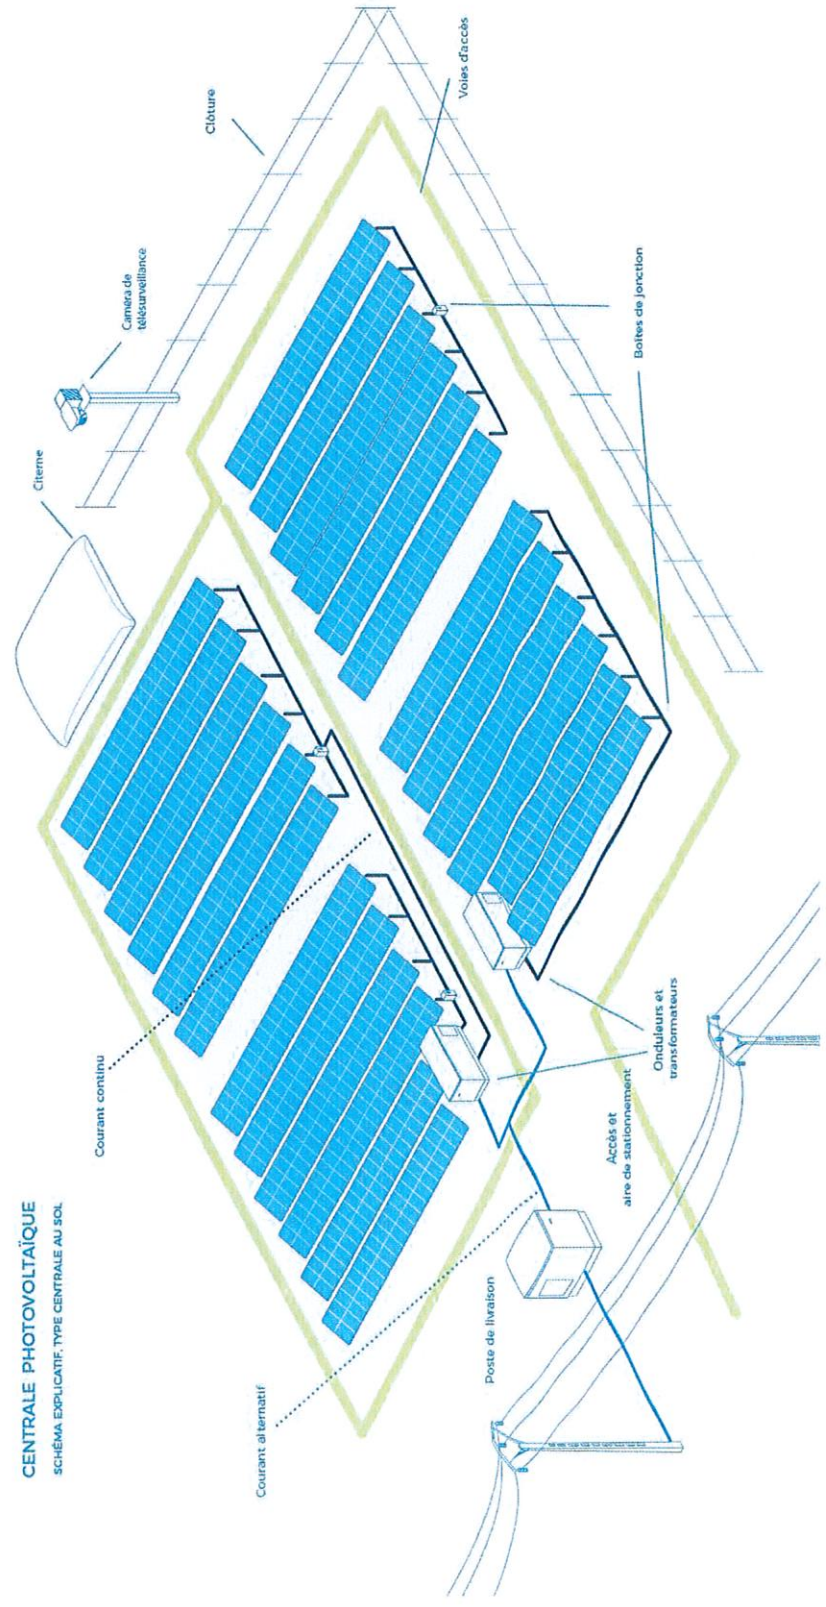 CENTRALE PHOTOVOLTAÏQUE
SCHÉMA EXPLICATIF, TYPE CENTRALE AU SOL
Courant alternatif
Courant continu
Citerne
Caméra de
télésurveillance
Clôture
Voies d'accès
Boîtes de jonction
Onduleurs et
transformateurs
Accès et
aire de stationnement
Poste de livraison